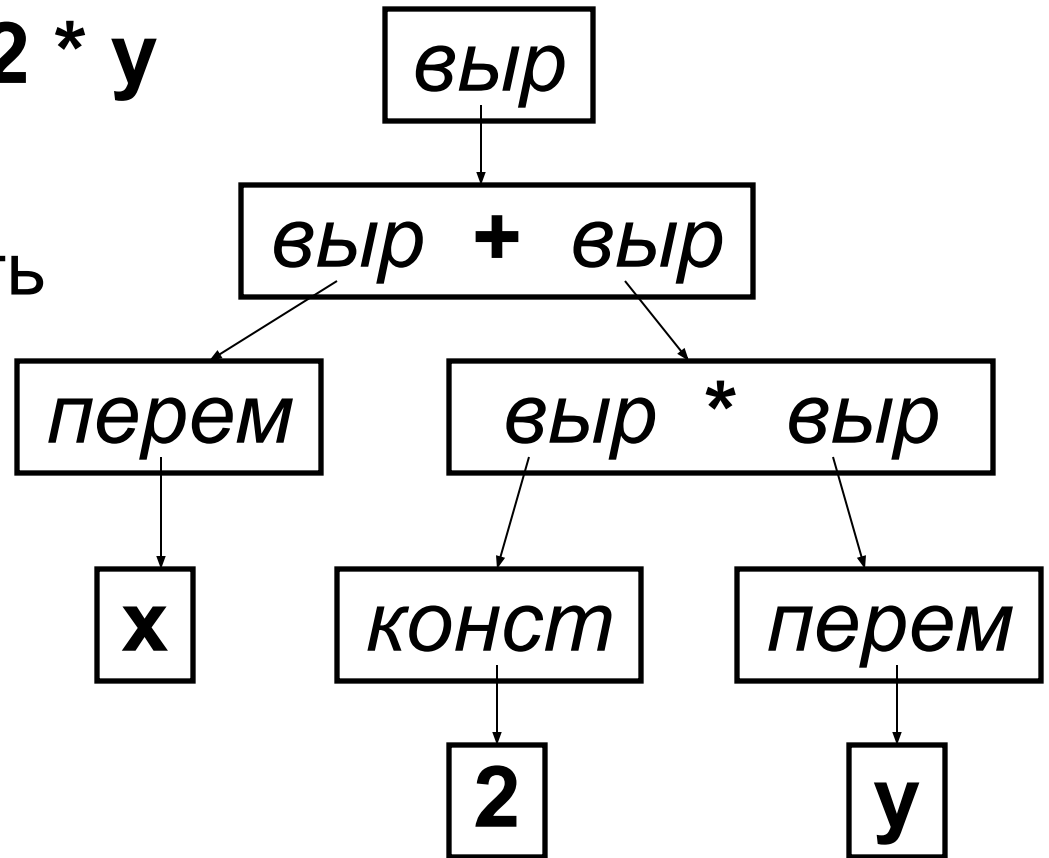 2 * y
выр
выр + выр
перем
выр * выр
x
конст
перем
2
y